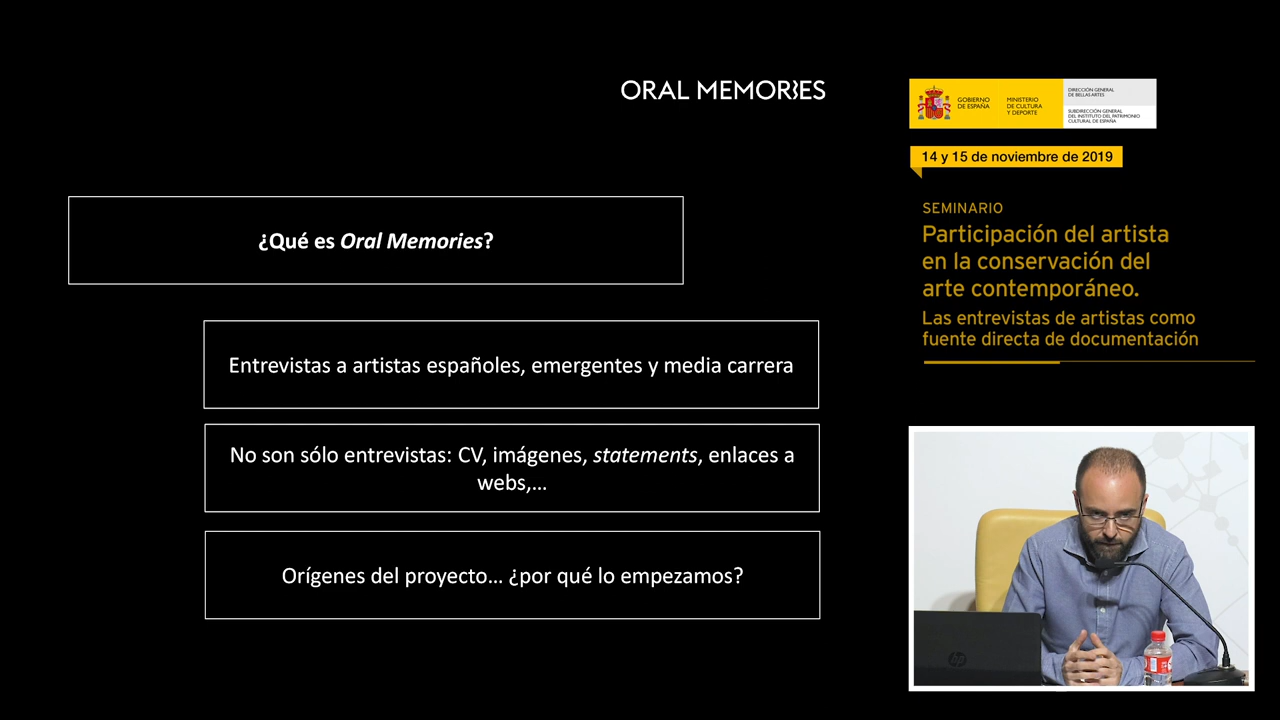 ORAL MEMORIES
¿Qué es Oral Memories?
Entrevistas a artistas españoles, emergentes y media carrera
No son sólo entrevistas: CV, imágenes, statements, enlaces a
webs,...
Orígenes del proyecto... ¿por qué lo empezamos?
GOBIERNO
DE ESPAÑA
MINISTERIO
DE CULTURA
Y DEPORTE
DIRECCIÓN GENERAL
DE BELLAS ARTES
SUBDIRECCIÓN GENERAL
DEL INSTITUTO DEL PATRIMONIO
CULTURAL DE ESPAÑA
14 y 15 de noviembre de 2019
SEMINARIO
Participación del artista
en la conservación del
arte contemporáneo.
Las entrevistas de artistas como
fuente directa de documentación
hp